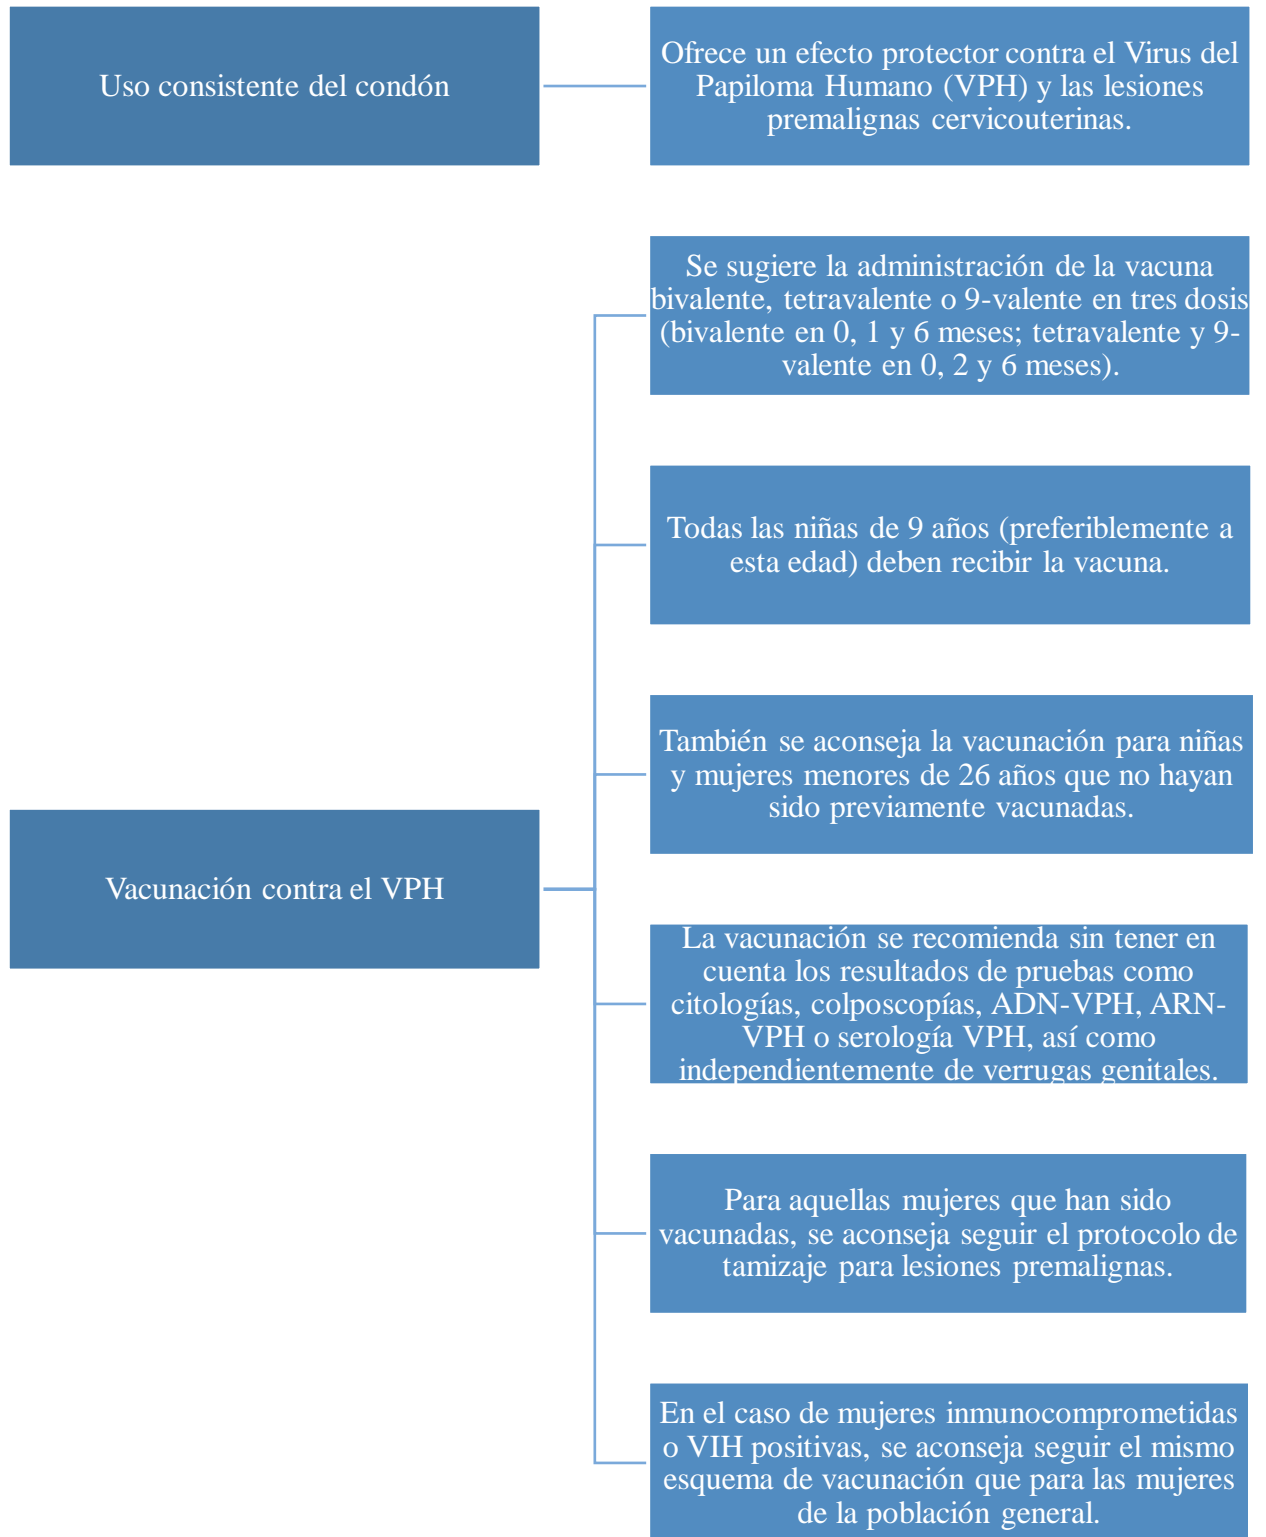 Uso consistente del condón
Ofrece un efecto protector contra el Virus del
Papiloma Humano (VPH) y las lesiones
premalignas cervicouterinas.
Vacunación contra el VPH
Se sugiere la administración de la vacuna
bivalente, tetravalente o 9-valente en tres dosis
(bivalente en 0, 1 y 6 meses; tetravalente y 9-
valente en 0, 2 y 6 meses).
Todas las niñas de 9 años (preferiblemente a
esta edad) deben recibir la vacuna.
También se aconseja la vacunación para niñas
y mujeres menores de 26 años que no hayan
sido previamente vacunadas.
La vacunación se recomienda sin tener en
cuenta los resultados de pruebas como
citologías, colposcopías, ADN-VPH, ARN-
VPH o serología VPH, así como
independientemente de verrugas genitales.
Para aquellas mujeres que han sido
vacunadas, se aconseja seguir el protocolo de
tamizaje para lesiones premalignas.
En el caso de mujeres inmunocomprometidas
o VIH positivas, se aconseja seguir el mismo
esquema de vacunación que para las mujeres
de la población general.